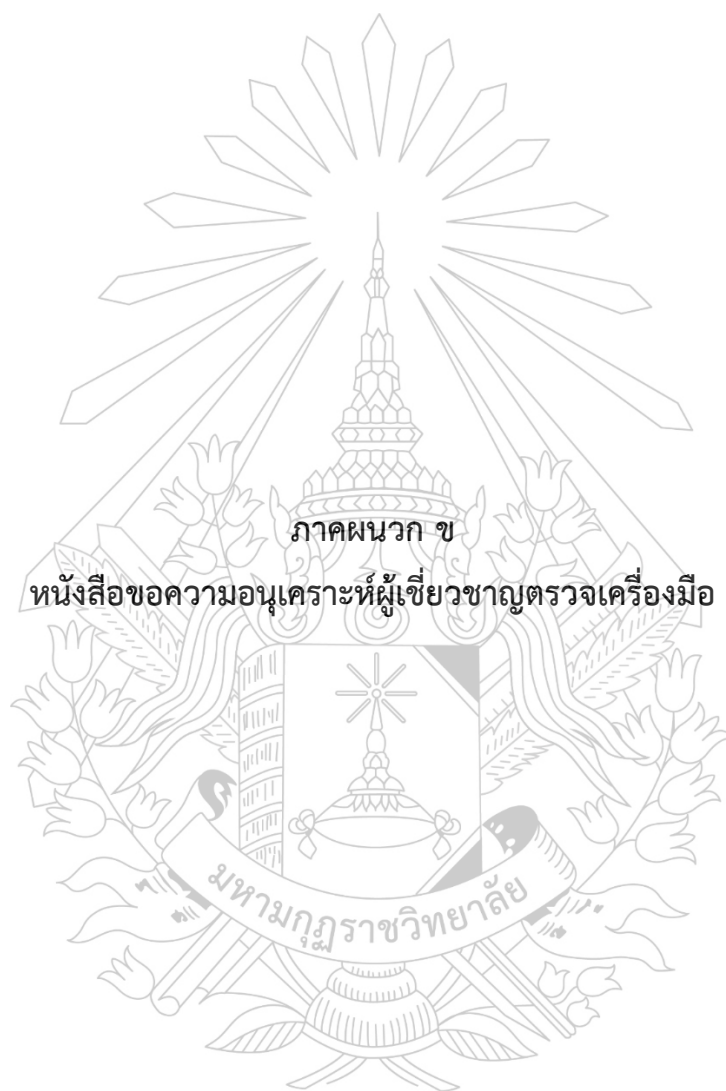 ภาคผนวก ข
หนังสือขอความอนุเคราะห์ผู้เชี่ยวชาญตรวจเครื่องมือ
มหามกุฏราชวิทยาลัย